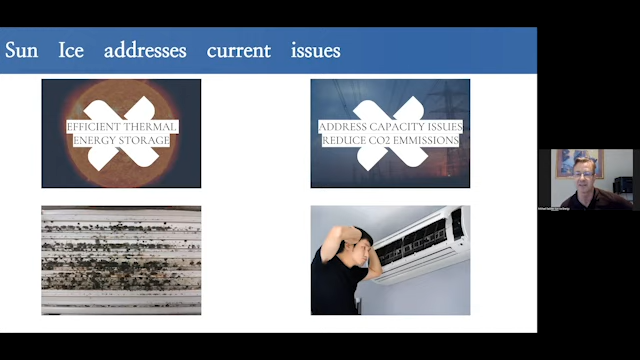 Sun Ice addresses current issues
EFFICIENT THERMAL
ENERGY STORAGE
ADDRESS CAPACITY ISSUES
REDUCE CO2 EMMISSIONS